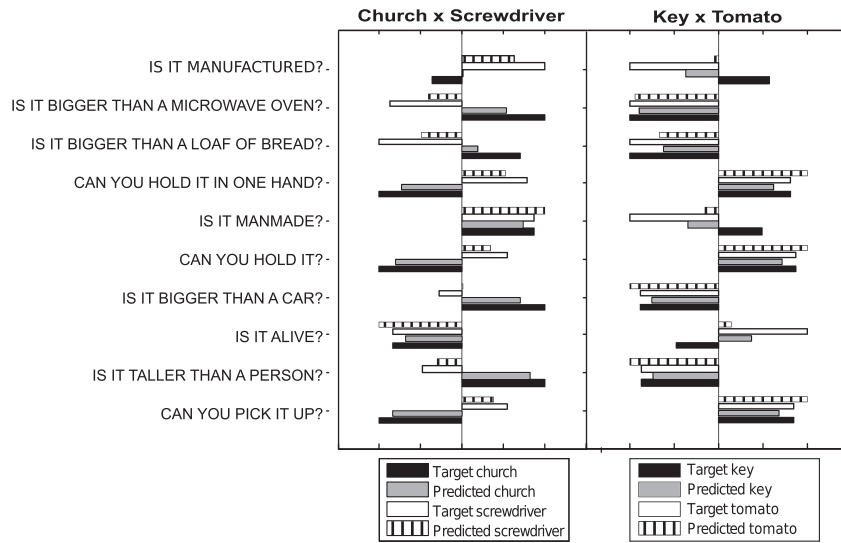 Church x Screwdriver
Key x Tomato
IS IT MANUFACTURED?
IS IT BIGGER THAN A MICROWAVE OVEN?
IS IT BIGGER THAN A LOAF OF BREAD?
CAN YOU HOLD IT IN ONE HAND?
IS IT MANMADE?
CAN YOU HOLD IT?
IS IT BIGGER THAN A CAR?
IS IT ALIVE?
IS IT TALLER THAN A PERSON?
CAN YOU PICK IT UP?
Target church
Predicted church
Target screwdriver
Predicted screwdriver
Target key
Predicted key
Target tomato
Predicted tomato